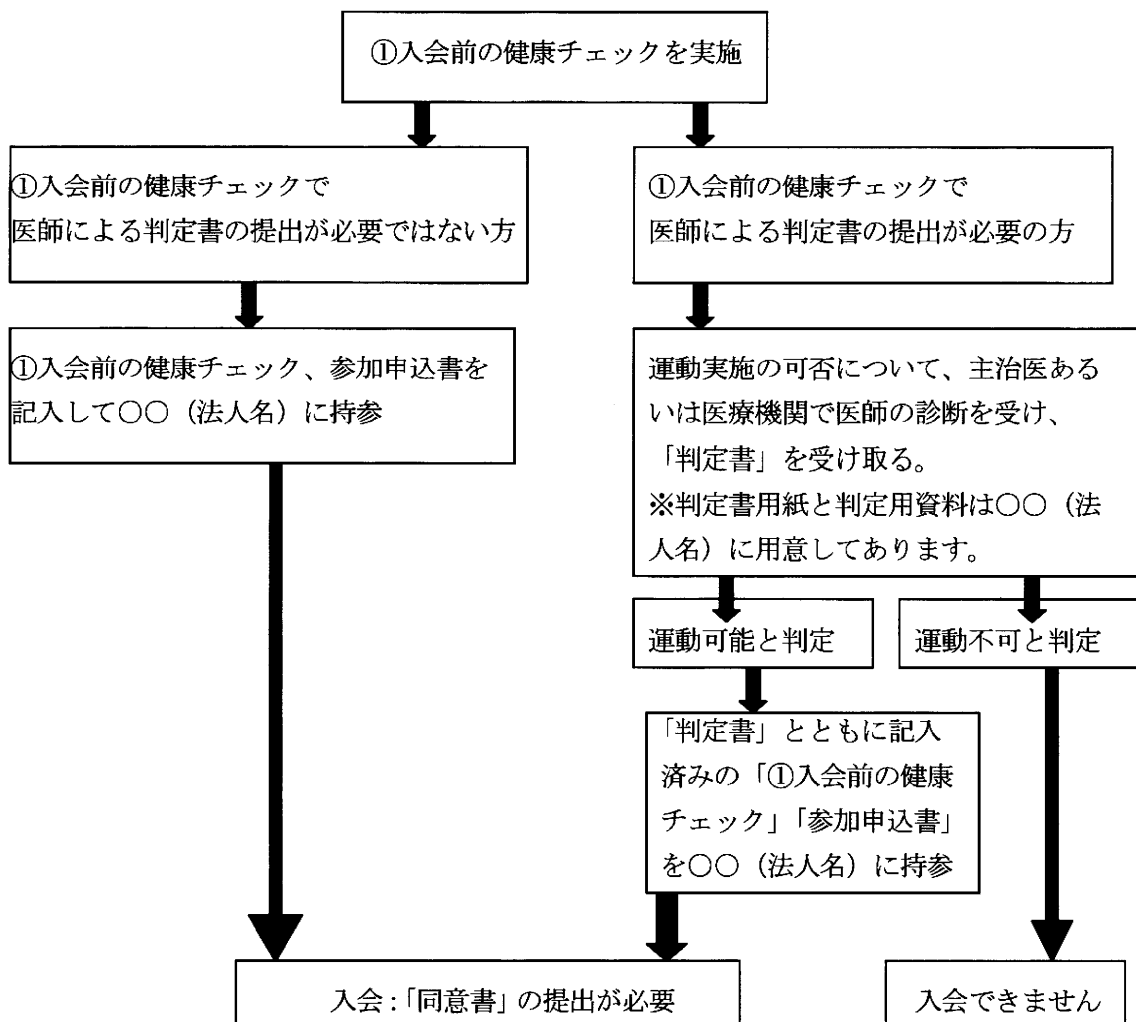 ①入会前の健康チェックを実施
①入会前の健康チェックで
医師による判定書の提出が必要ではない方
①入会前の健康チェックで
医師による判定書の提出が必要の方
①入会前の健康チェック、参加申込書を
記入して〇〇（法人名）に持参
運動実施の可否について、主治医ある
いは医療機関で医師の診断を受け、
「判定書」を受け取る。
※判定書用紙と判定用資料は〇〇（法
人名）に用意してあります。
運動可能と判定
運動不可と判定
「判定書」とともに記入
済みの「①入会前の健康
チェック」「参加申込書」
を〇〇（法人名）に持参
入会：「同意書」の提出が必要
入会できません